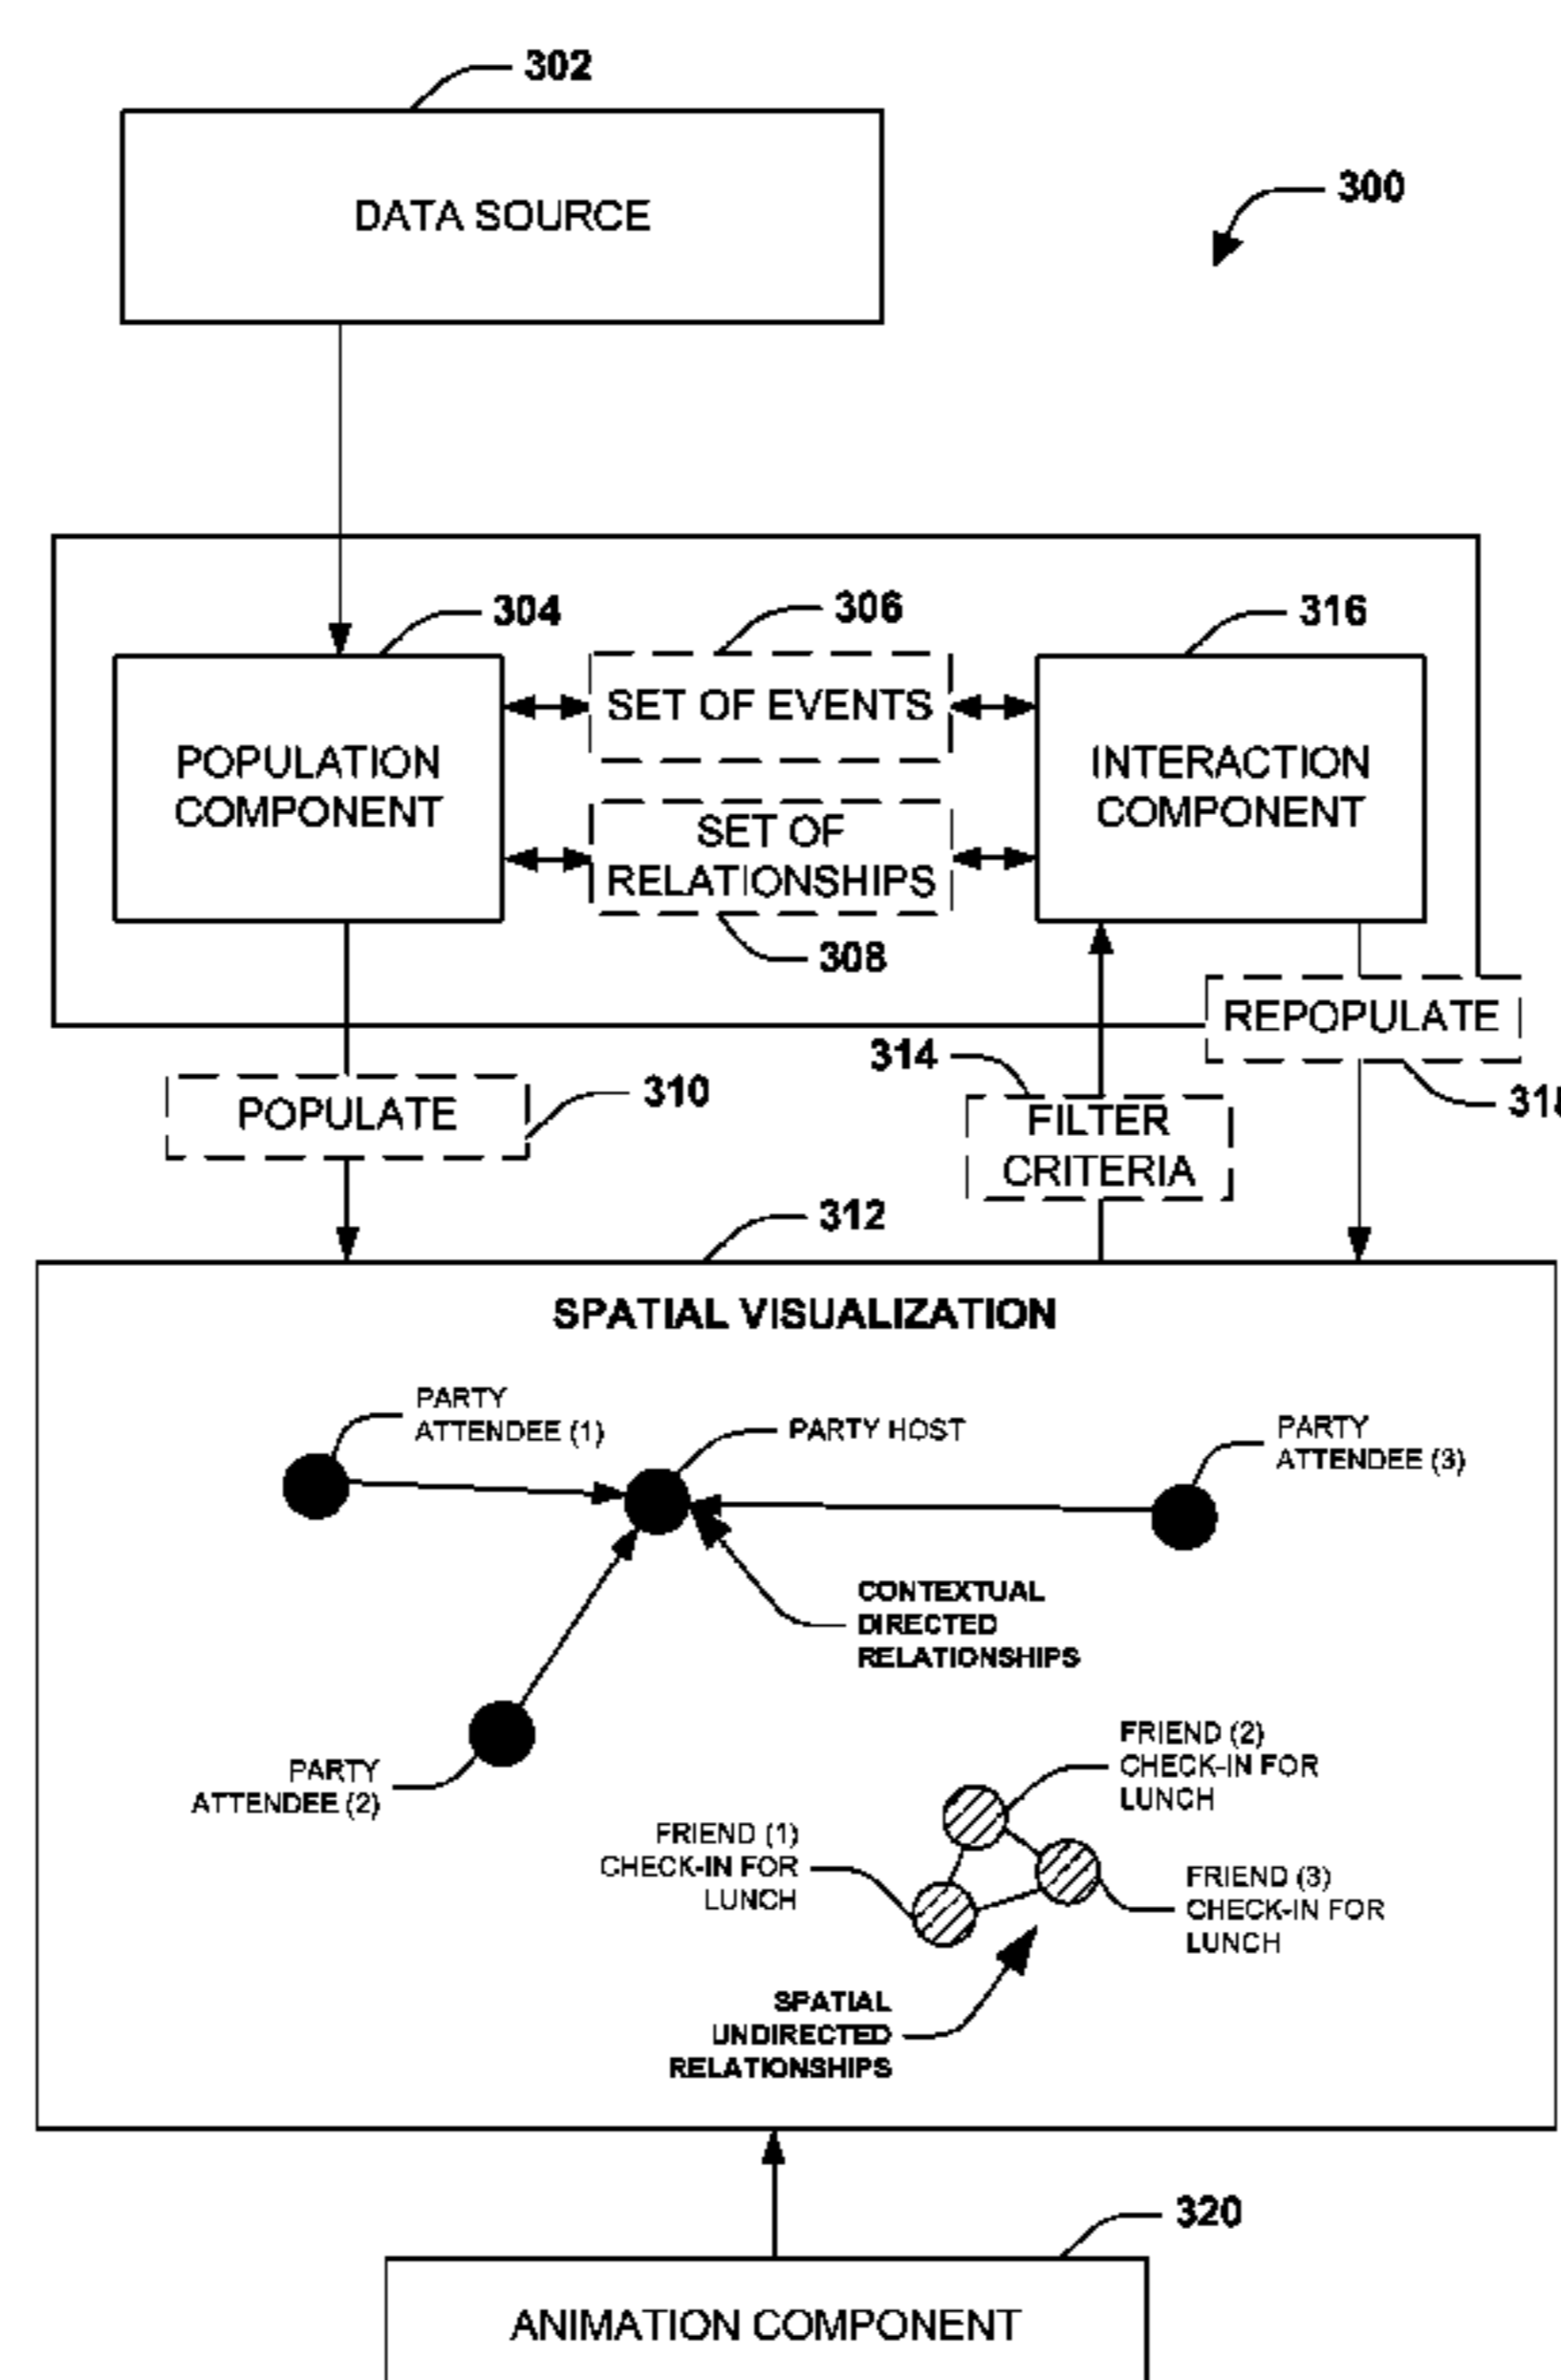 302
DATA SOURCE
300
304
306
316
POPULATION
COMPONENT
SET OF EVENTS
INTERACTION
COMPONENT
SET OF
RELATIONSHIPS
308
REPOPULATE
314
310
POPULATE
FILTER
CRITERIA
312
SPATIAL VISUALIZATION
PARTY
ATTENDEE (1)
PARTY HOST
PARTY
ATTENDEE (3)
CONTEXTUAL
DIRECTED
RELATIONSHIPS
PARTY
ATTENDEE (2)
FRIEND (2)
CHECK-IN FOR
LUNCH
FRIEND (1)
CHECK-IN FOR
LUNCH
FRIEND (3)
CHECK-IN FOR
LUNCH
SPATIAL
UNDIRECTED
RELATIONSHIPS
320
ANIMATION COMPONENT